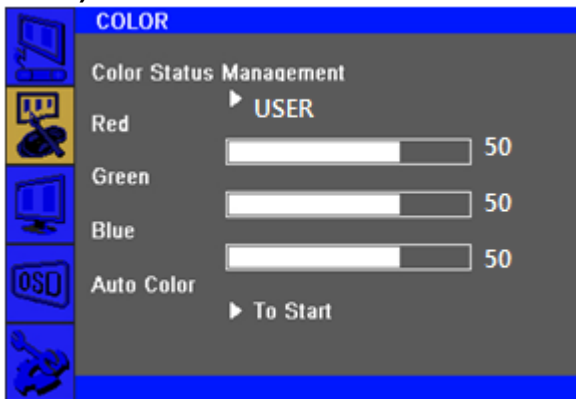 COLOR
Color Status Management
USER
Red
50
Green
50
Blue
50
Auto Color
To Start
OSD